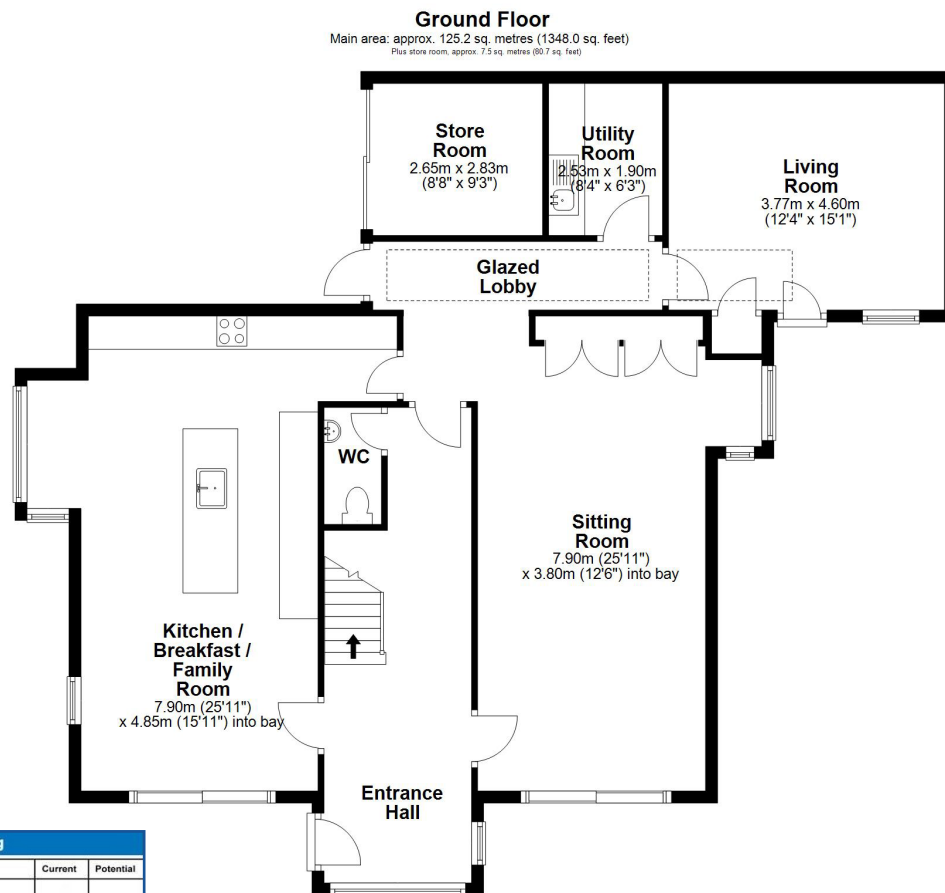 Ground Floor
Main area: approx. 125.2 sq. metres (1348.0 sq. feet)
Plus store room, approx. 7.5 sq. metres (80.7 sq. feet)
Store
Room
2.65m x 2.83m
(8'8" x 9'3")
Utility
Room
2.53m x 1.90m
(8'4" x 6'3")
Living
Room
3.77m x 4.60m
(12'4" x 15'1")
Glazed
Lobby
WC
Sitting
Room
7.90m (25'11")
x 3.80m (12'6") into bay
Kitchen /
Breakfast /
Family
Room
7.90m (25'11")
x 4.85m (15'11") into bay
Entrance
Hall
g
Current Potential